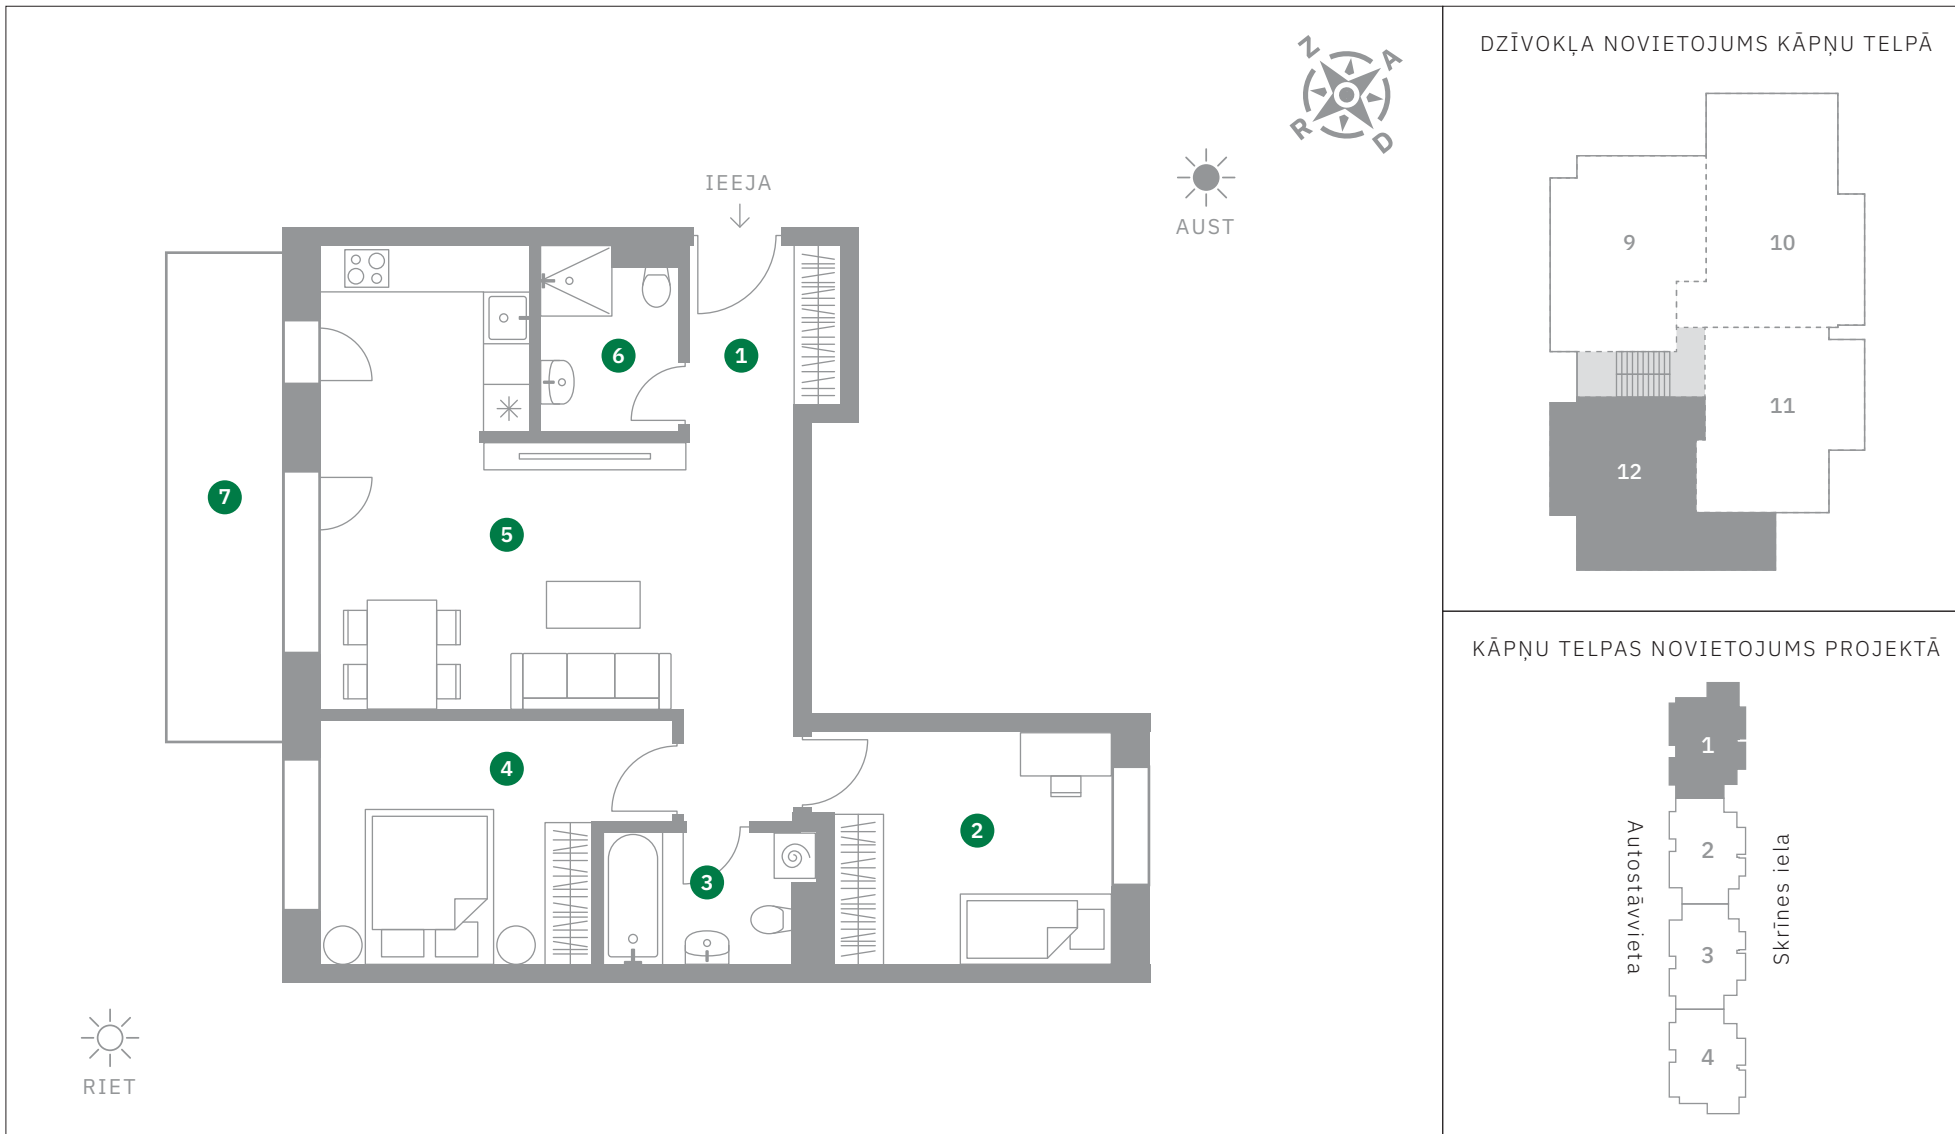 Z
A
R
D
IEEJA
AUST
6
1
7
5
4
3
2
RIET
DZĪVOKĻA NOVIETOJUMS KĀPŅU TELPĀ
9
10
11
12
KĀPŅU TELPAS NOVIETOJUMS PROJEKTĀ
1
2
3
4
Autostāvvieta
Skrīnes iela